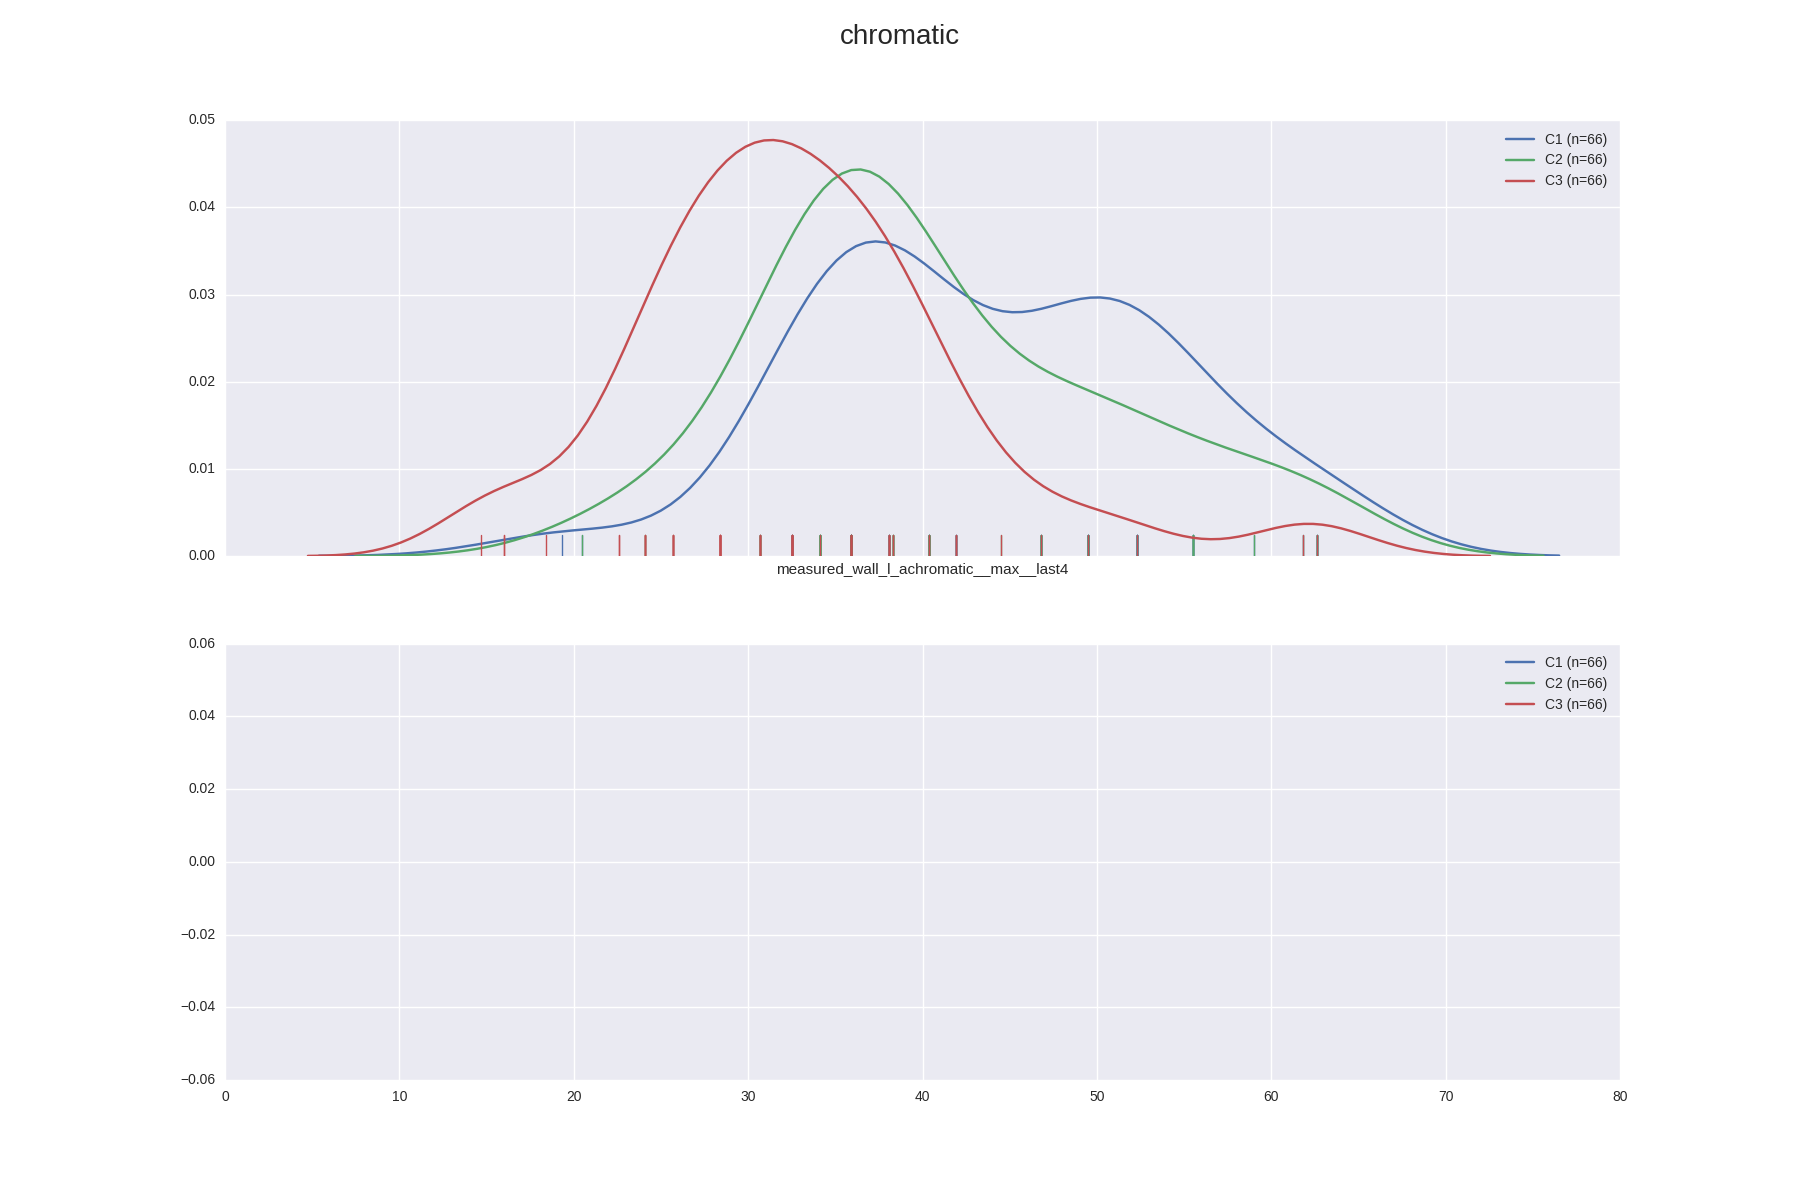 chromatic
0.05
0.04
0.03
0.02
0.01
0.00
C1 (n=66)
C2 (n=66)
C3 (n=66)
measured_wall_l_achromatic__max__last4
0.06
0.04
0.02
0.00
−0.02
−0.04
−0.06
C1 (n=66)
C2 (n=66)
C3 (n=66)
0 10 20 30 40 50 60 70 80